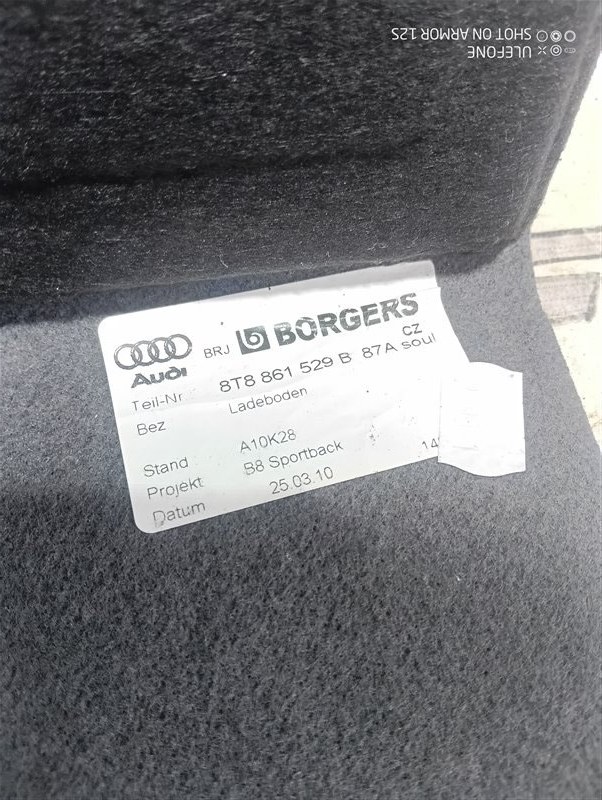 SHOT ON ARMOR 12S
ULEFONE
Audi
BRJ BORGERS
CZ
Teil-Nr 8T8 861 529 B 87A soul
Bez Ladeboden
Stand A10K28
Projekt B8 Sportback
Datum 25.03.10